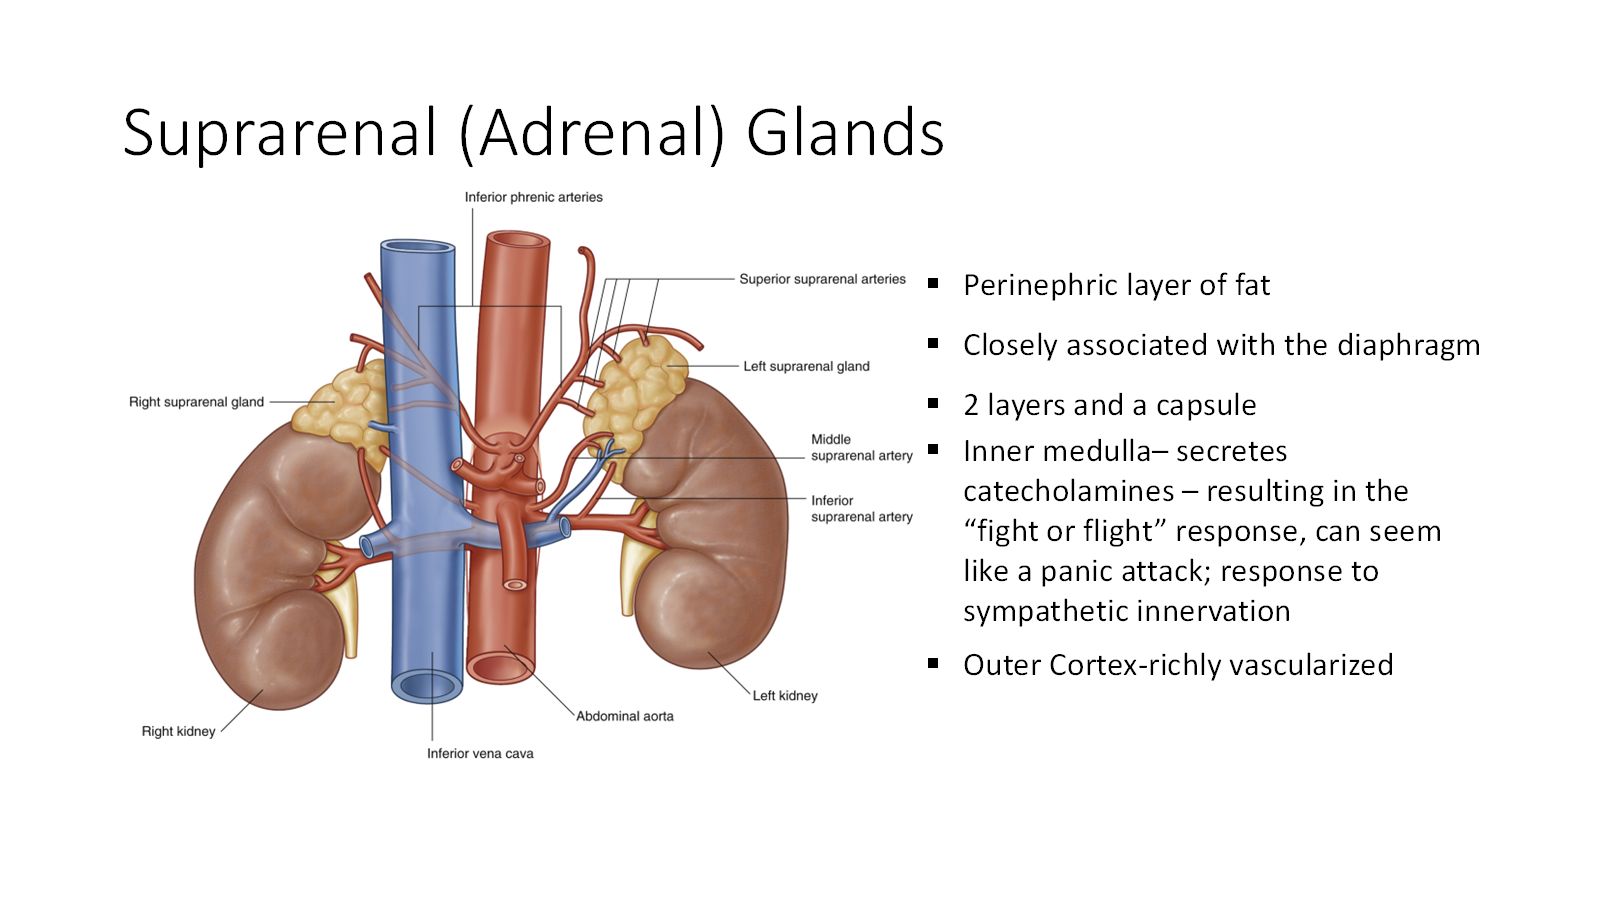 Suprarenal (Adrenal) Glands
Inferior phrenic arteries
Superior suprarenal arteries
Left suprarenal gland
Right suprarenal gland
Middle
suprarenal artery
Inferior
suprarenal artery
Left kidney
Abdominal aorta
Right kidney
Inferior vena cava
▪ Perinephric layer of fat
▪ Closely associated with the diaphragm
▪ 2 layers and a capsule
▪ Inner medulla– secretes
catecholamines – resulting in the
“fight or flight” response, can seem
like a panic attack; response to
sympathetic innervation
▪ Outer Cortex-richly vascularized